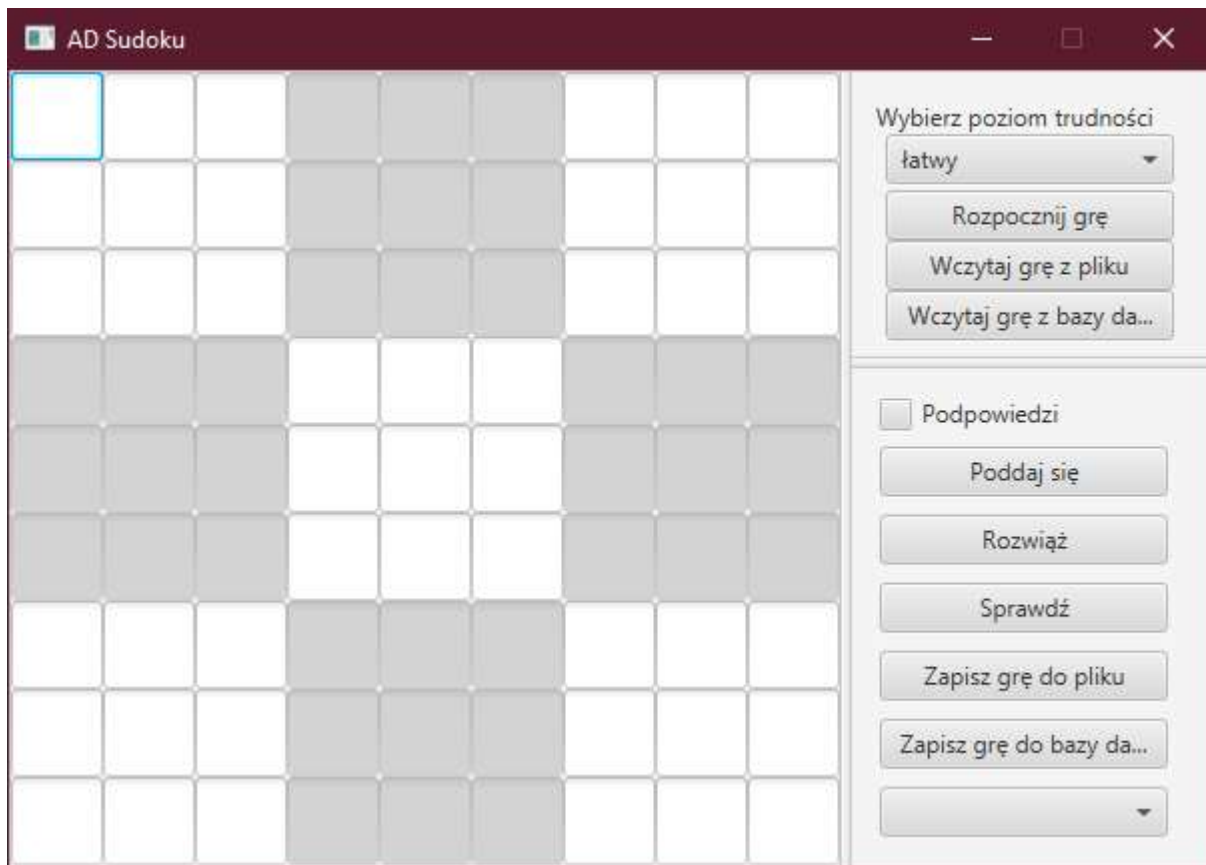 AD Sudoku
Wybierz poziom trudności
łatwy
Rozpocznij grę
Wczytaj grę z pliku
Wczytaj grę z bazy da...
Podpowiedzi
Poddaj się
Rozwiąż
Sprawdź
Zapisz grę do pliku
Zapisz grę do bazy da...